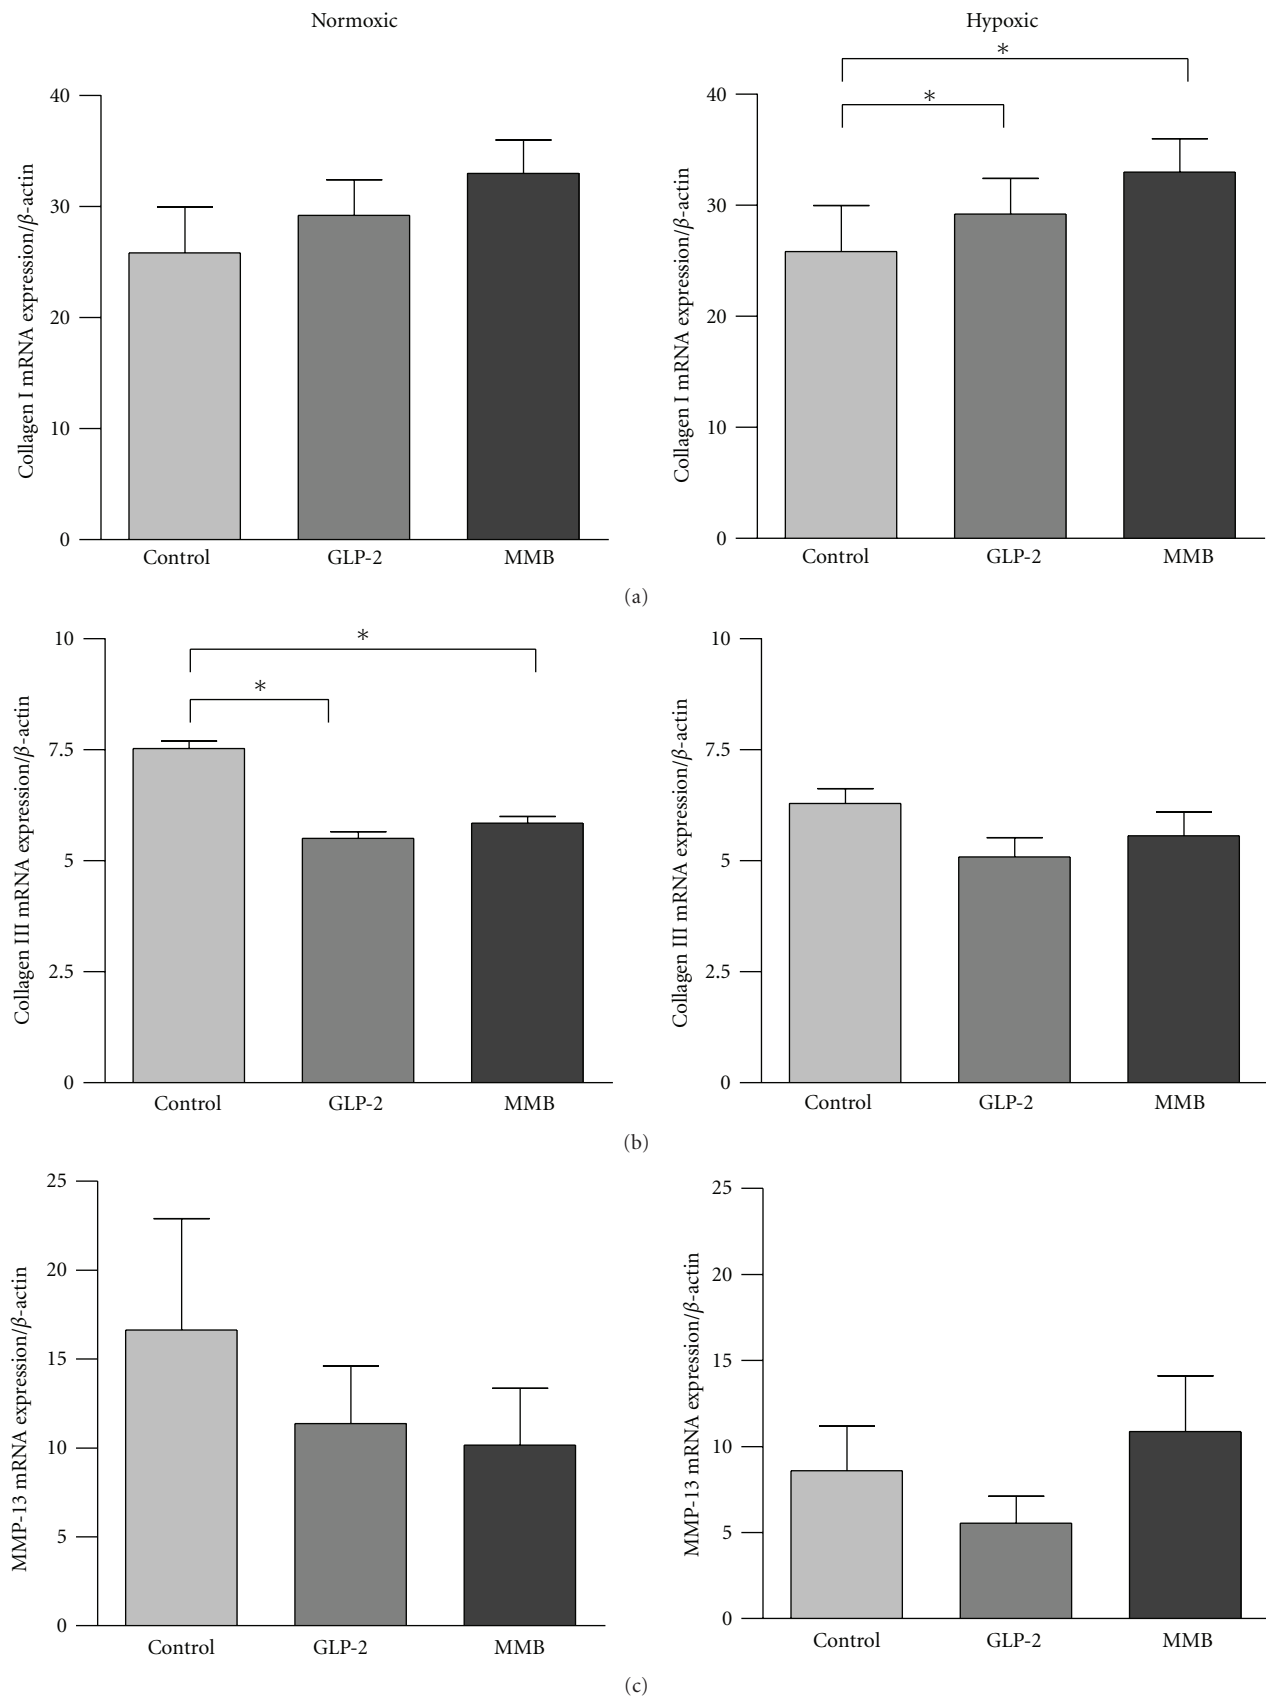 Normoxic
Hypoxic
Collagen I mRNA expression/β-actin
40
30
20
10
0
Control GLP-2 MMB
Collagen I mRNA expression/β-actin
40
30
20
10
0
*
*
Control GLP-2 MMB
(a)
Collagen III mRNA expression/β-actin
10
7.5
5
2.5
0
*
*
Control GLP-2 MMB
Collagen III mRNA expression/β-actin
10
7.5
5
2.5
0
Control GLP-2 MMB
(b)
MMP-13 mRNA expression/β-actin
25
20
15
10
5
0
Control GLP-2 MMB
MMP-13 mRNA expression/β-actin
25
20
15
10
5
0
Control GLP-2 MMB
(c)